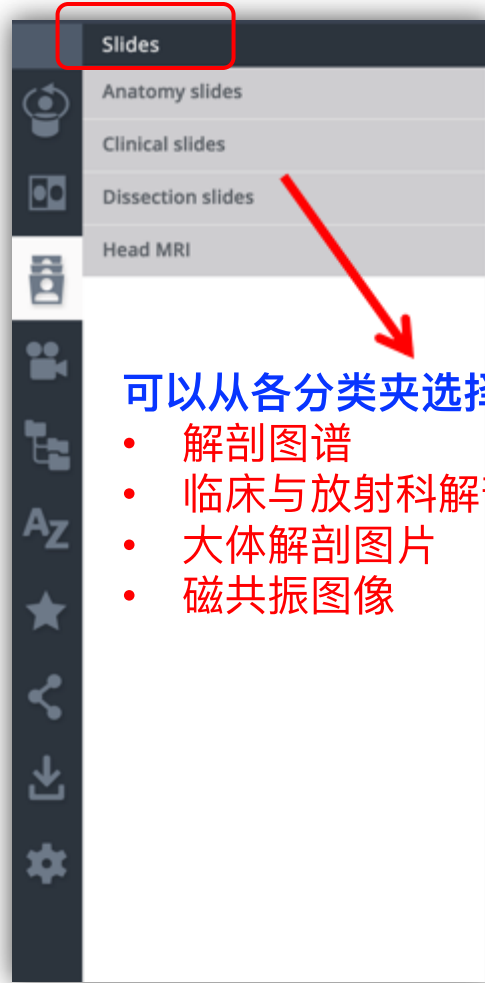 Slides
Anatomy slides
Clinical slides
Dissection slides
Head MRI
可以从各分类夹选择
• 解剖图谱
• 临床与放射科解
• 大体解剖图片
• 磁共振图像
AZ